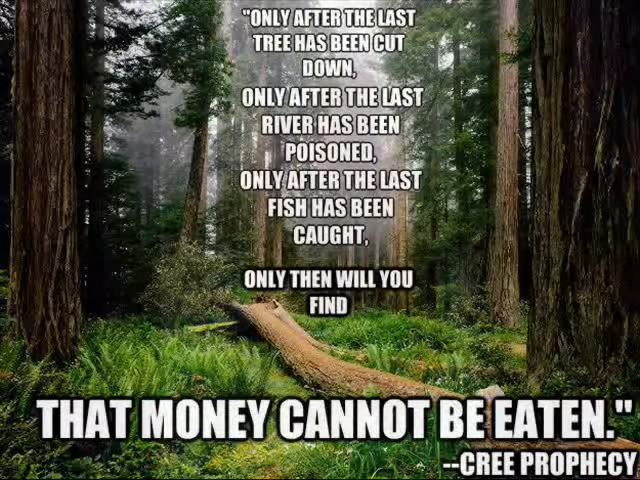 "ONLY AFTER THE LAST
TREE HAS BEEN CUT
DOWN,
ONLY AFTER THE LAST
RIVER HAS BEEN
POISONED,
ONLY AFTER THE LAST
FISH HAS BEEN
CAUGHT,
ONLY THEN WILL YOU
FIND
THAT MONEY CANNOT BE EATEN."
--CREE PROPHECY